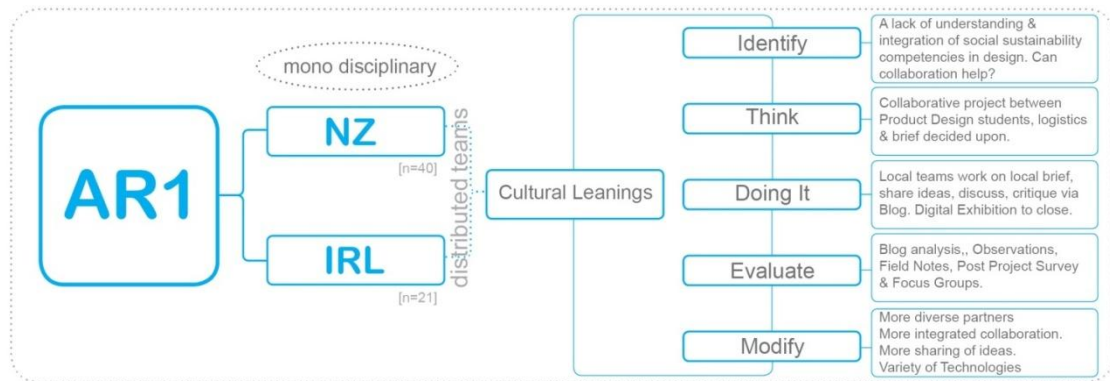 mono disciplinary
AR1
NZ
[n=40]
IRL
[n=21]
distributed teams
Cultural Leanings
Identify
A lack of understanding &
integration of social sustainability
competencies in design. Can
collaboration help?
Think
Collaborative project between
Product Design students, logistics
& brief decided upon.
Doing It
Local teams work on local brief,
share ideas, discuss, critique via
Blog. Digital Exhibition to close.
Evaluate
Blog analysis,, Observations,
Field Notes, Post Project Survey
& Focus Groups.
Modify
More diverse partners
More integrated collaboration.
More sharing of ideas.
Variety of Technologies